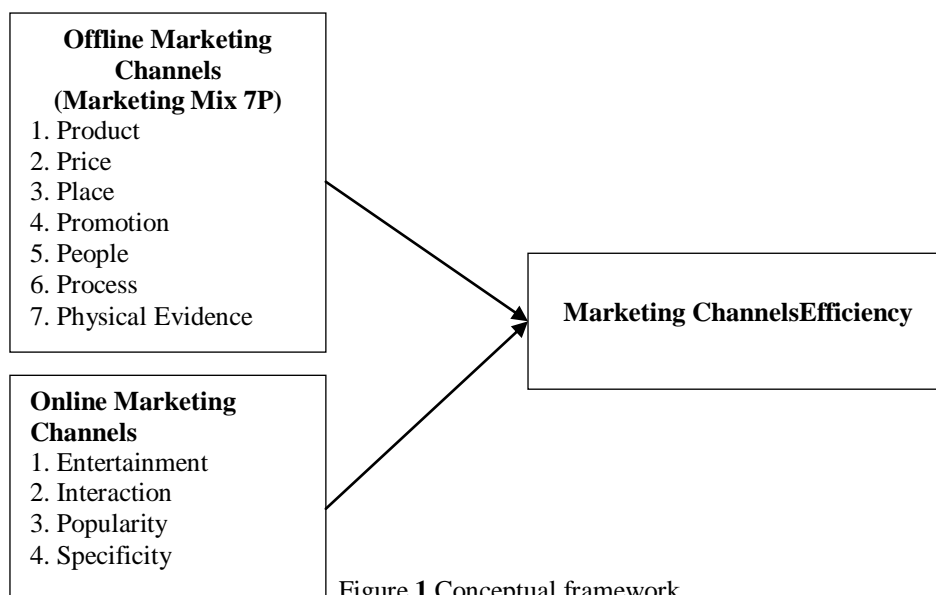 Offline Marketing
Channels
(Marketing Mix 7P)
1. Product
2. Price
3. Place
4. Promotion
5. People
6. Process
7. Physical Evidence
Marketing ChannelsEfficiency
Online Marketing
Channels
1. Entertainment
2. Interaction
3. Popularity
4. Specificity
Figure 1 Conceptual framework